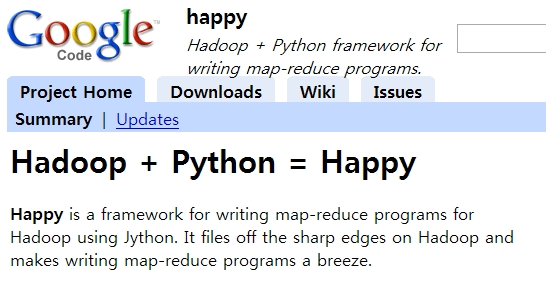 Google™
Code
happy
Hadoop + Python framework for
writing map-reduce programs.
Project Home Downloads Wiki Issues
Summary | Updates
Hadoop + Python = Happy
Happy is a framework for writing map-reduce programs for
Hadoop using Jython. It files off the sharp edges on Hadoop and
makes writing map-reduce programs a breeze.